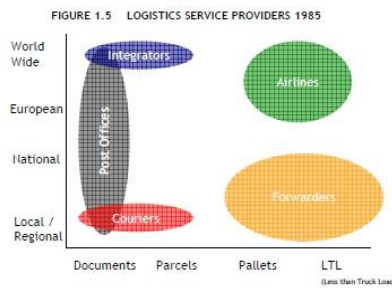 FIGURE 1.5 LOGISTICS SERVICE PROVIDERS 1985
World
Wide
Integrators
Airlines
European
Post Offices
National
Forwarders
Local /
Regional
Couriers
Documents Parcels Pallets LTL
(Less than Truck Load